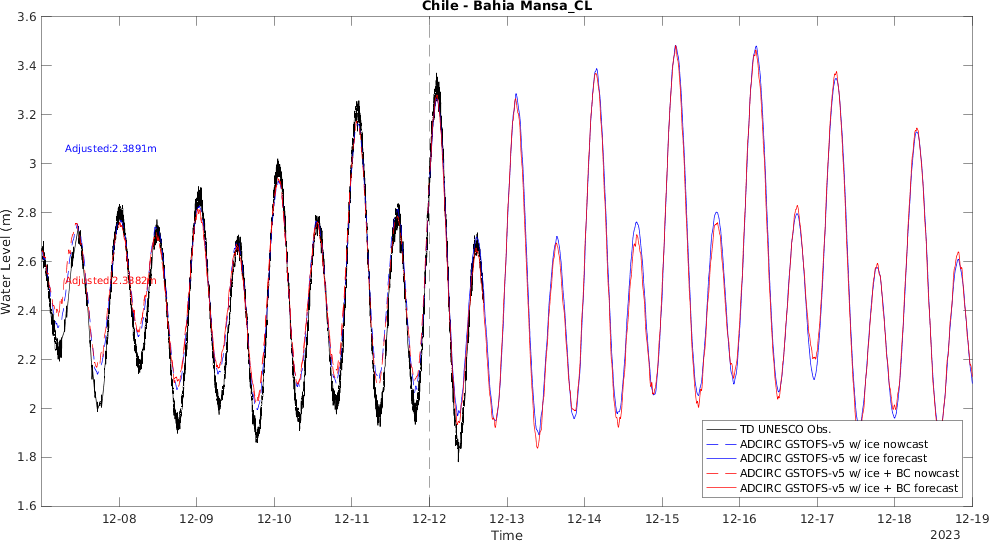 Chile - Bahia Mansa_CL
3.6
3.4
3.2
3
2.8
2.6
2.4
2.2
2
1.8
1.6
Water Level (m)
Adjusted:2.3891m
Adjusted:2.3882m
TD UNESCO Obs.
ADCIRC GSTOFS-v5 w/ ice nowcast
ADCIRC GSTOFS-v5 w/ ice forecast
ADCIRC GSTOFS-v5 w/ ice + BC nowcast
ADCIRC GSTOFS-v5 w/ ice + BC forecast
12-08 12-09 12-10 12-11 12-12 12-13 12-14 12-15 12-16 12-17 12-18 12-19
Time
2023